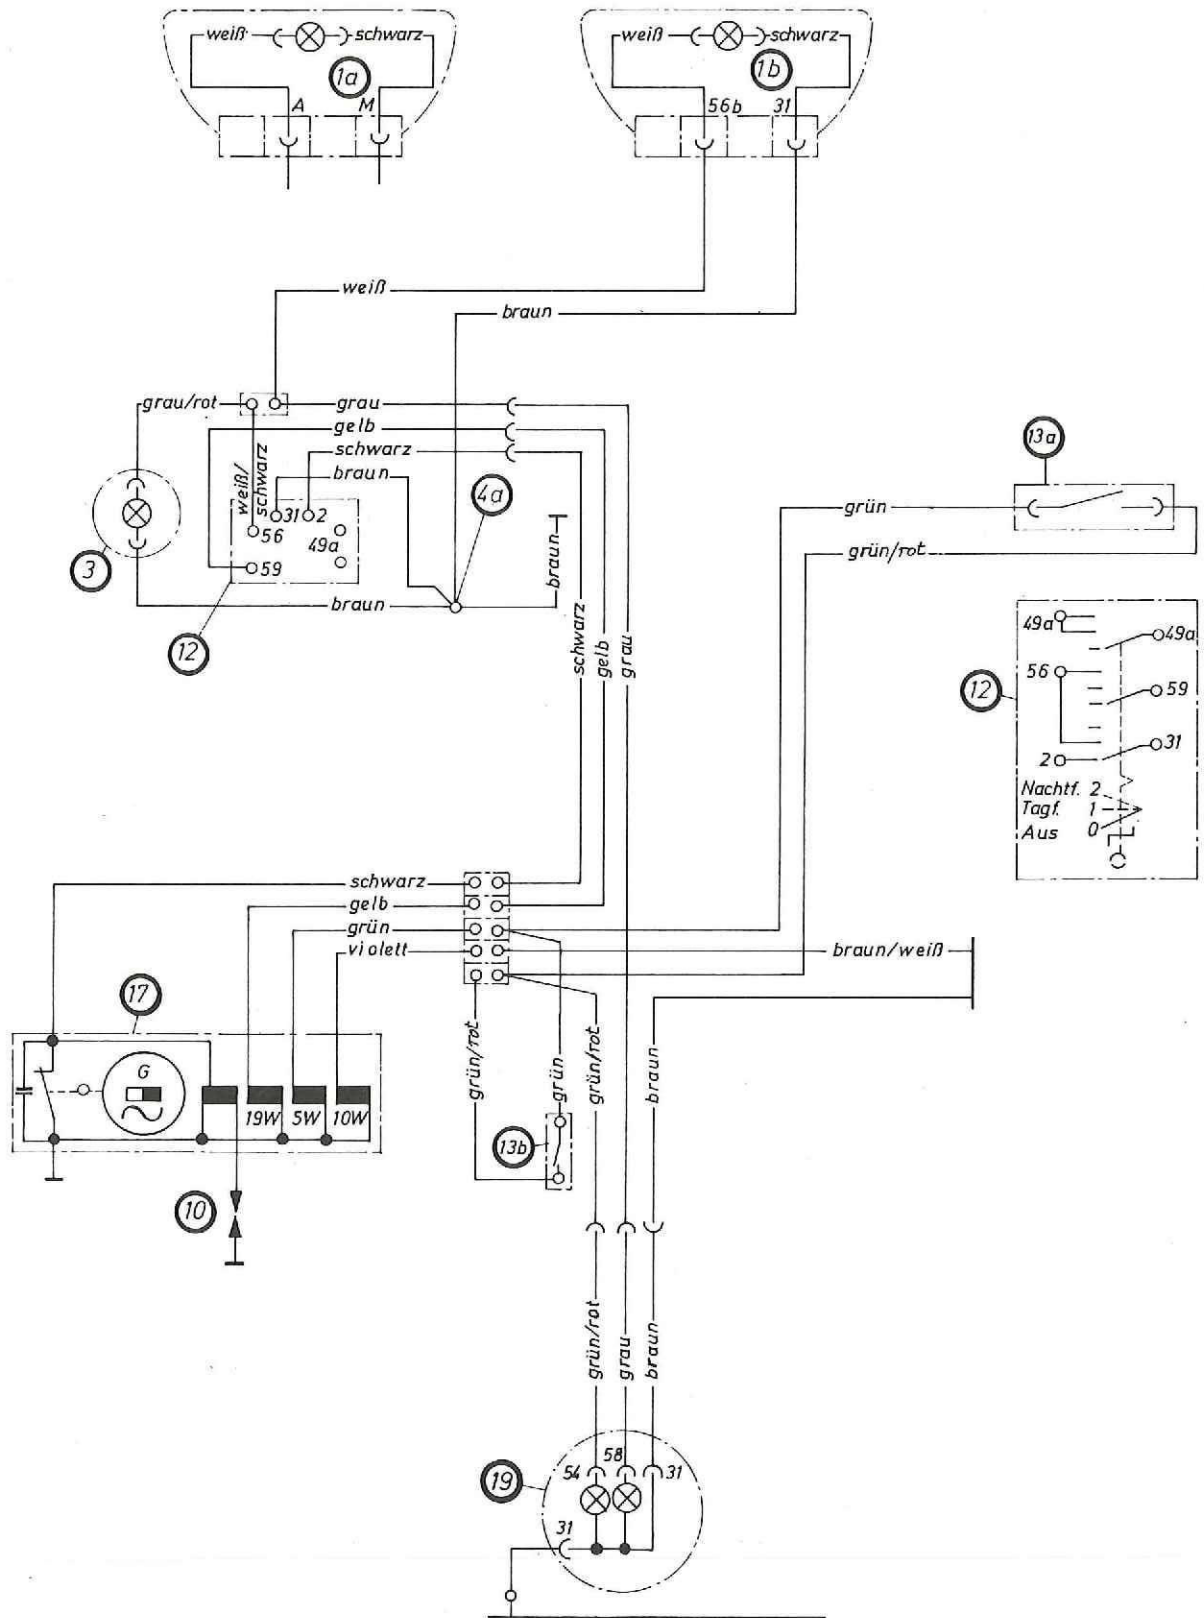 weiß
schwarz
weiß
schwarz
1a
1b
A
M
56b
31
weiß
braun
grau/rot
grau
gelb
schwarz
13a
weiß/
schwarz
braun
4a
31
2
grün
56
49a
59
3
braun
grün/rot
braun
12
schwarz
gelb
grau
49a
49a
56
59
12
31
2
Nachtf. 2
Tagf. 1
Aus 0
schwarz
gelb
grün
violett
braun/weiß
17
grün/rot
grün
grün/rot
braun
G
19W
5W
10W
13b
10
grün/rot
grau
braun
58
54
31
19
31